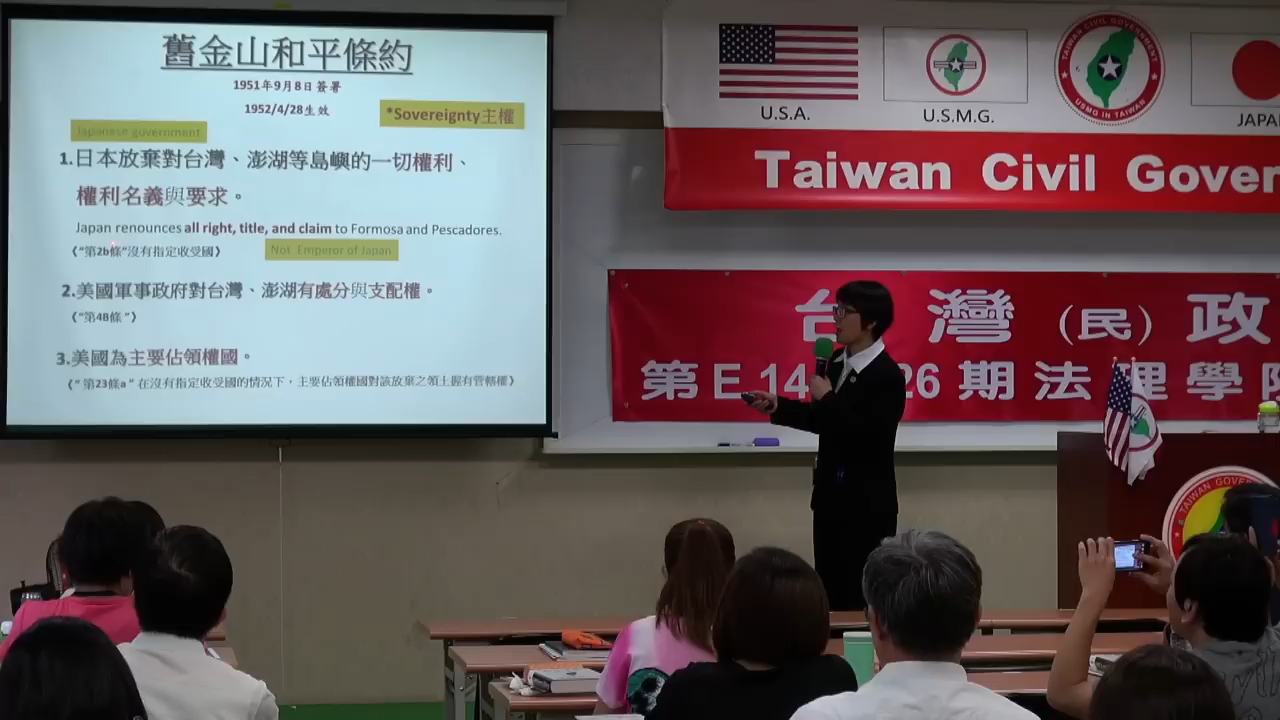 舊金山和平條約
1951年9月8日簽署
1952/4/28生效
*Sovereignty主權
Japanese government
1.日本放棄對台灣、澎湖等島嶼的一切權利、
權利名義與要求。
Japan renounces all right, title, and claim to Formosa and Pescadores.
(“第2b條”沒有指定收受國)
Not Emperor of Japan
2.美國軍事政府對台灣、澎湖有處分與支配權。
(“第4B條”)
3.美國為主要佔領權國。
(“第23條a”在沒有指定收受國的情況下，主要佔領權國對該放棄之領土握有管轄權)
U.S.A.
U.S.M.G.
TAIWAN CIVIL GOVERNMENT
USMG IN TAIWAN
JAPA
Taiwan Civil Gover
台灣(民)政
第E14 26期法理學
TAIWAN GOVER